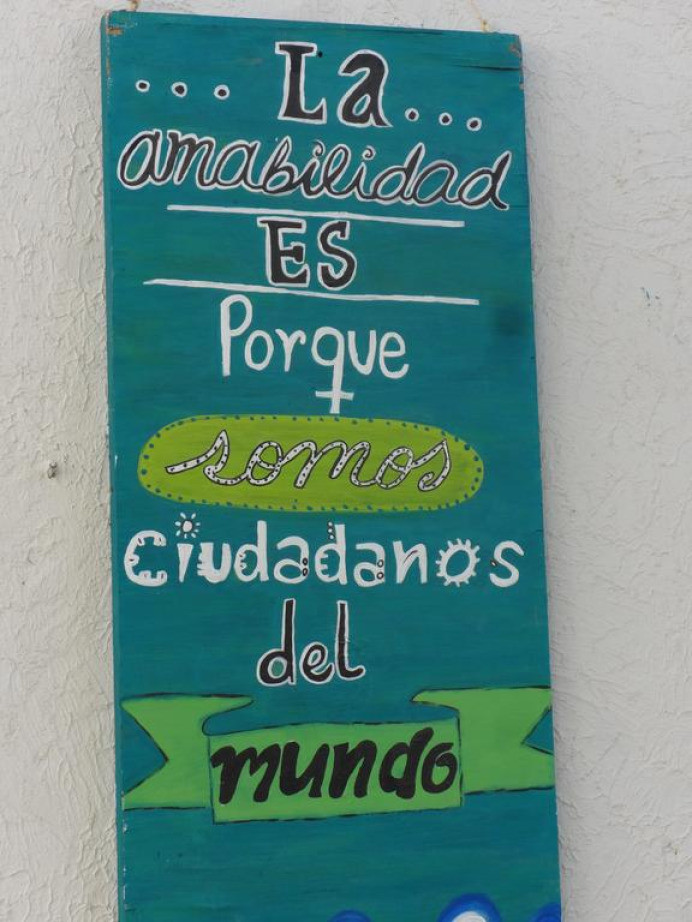 ... La ...
amabilidad
ES
Porque
somos
ciudadanos
del
mundo